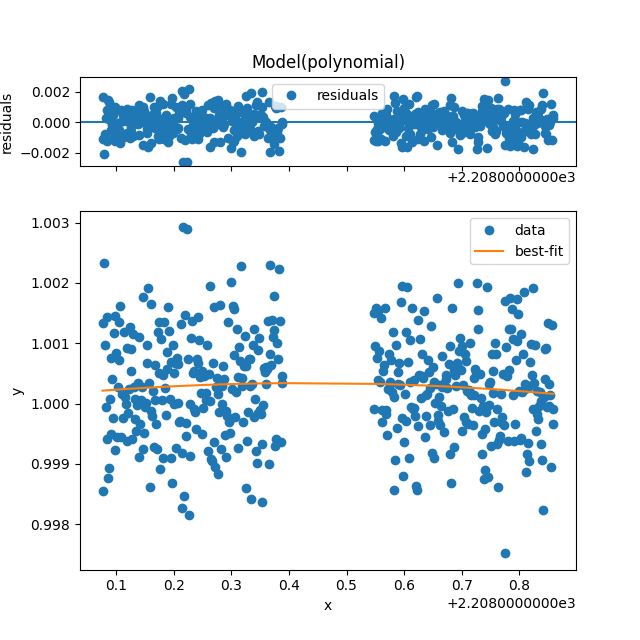 Model(polynomial)
0.002
0.000
−0.002
residuals
residuals
+2.2080000000e3
1.003
1.002
1.001
1.000
0.999
0.998
y
data
best-fit
0.1 0.2 0.3 0.4 0.5 0.6 0.7 0.8
x
+2.2080000000e3